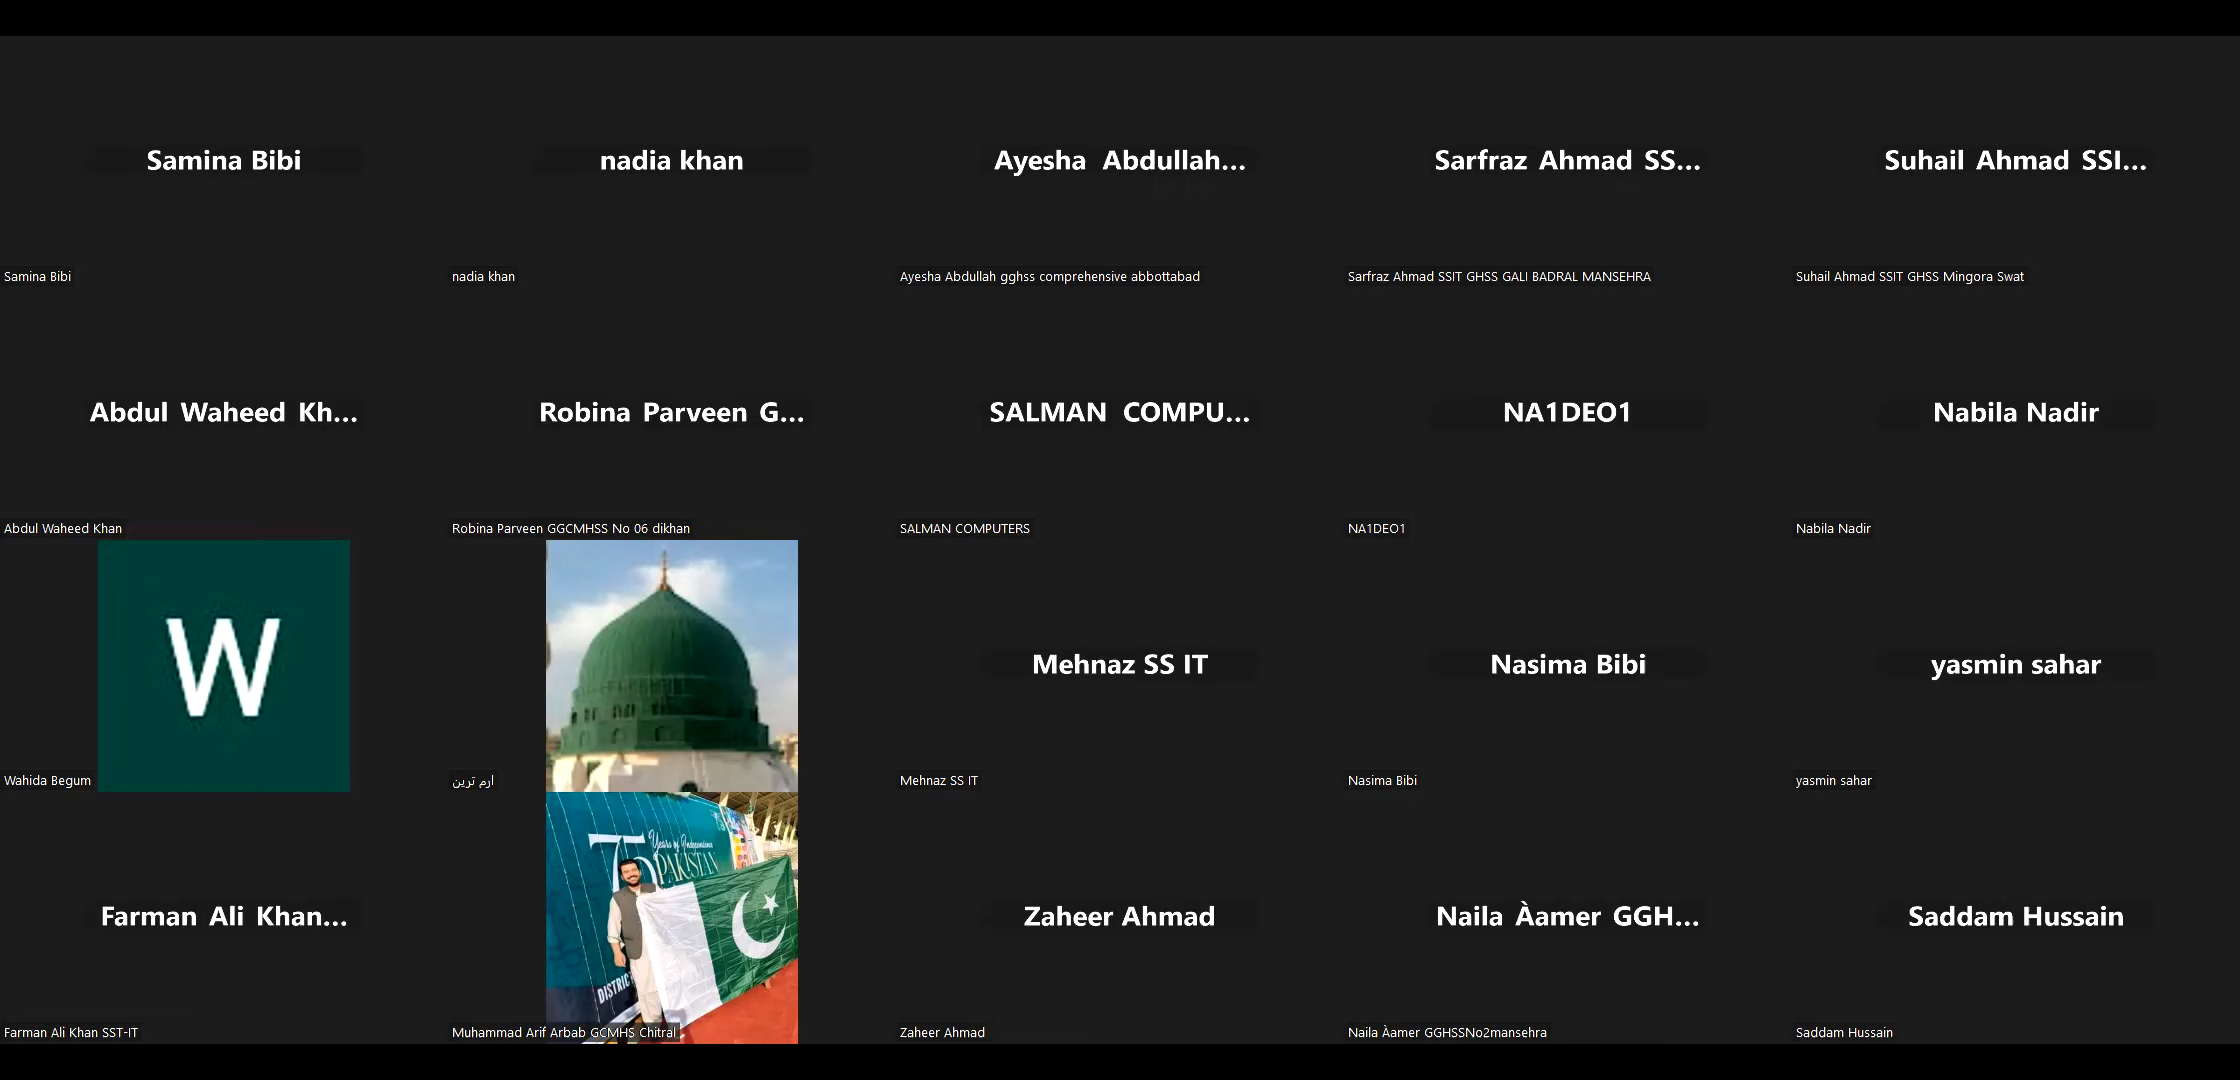 Samina Bibi
nadia khan
Ayesha Abdullah...
Sarfraz Ahmad SS...
Suhail Ahmad SSI...
Samina Bibi
nadia khan
Ayesha Abdullah gghss comprehensive abbottabad
Sarfraz Ahmad SSIT GHSS GALI BADRAL MANSEHRA
Suhail Ahmad SSIT GHSS Mingora Swat
Abdul Waheed Kh...
Robina Parveen G...
SALMAN COMPU...
NA1DEO1
Nabila Nadir
Abdul Waheed Khan
Robina Parveen GGCMHSS No 06 dikhan
SALMAN COMPUTERS
NA1DEO1
Nabila Nadir
W
Mehnaz SS IT
Nasima Bibi
yasmin sahar
Wahida Begum
ارم ترین
Mehnaz SS IT
Nasima Bibi
yasmin sahar
75
Years of Independence
PAKISTAN
DISTRIC
Farman Ali Khan...
Zaheer Ahmad
Naila Àamer GGH...
Saddam Hussain
Farman Ali Khan SST-IT
Muhammad Arif Arbab GCMHS Chitral
Zaheer Ahmad
Naila Àamer GGHSSNo2mansehra
Saddam Hussain